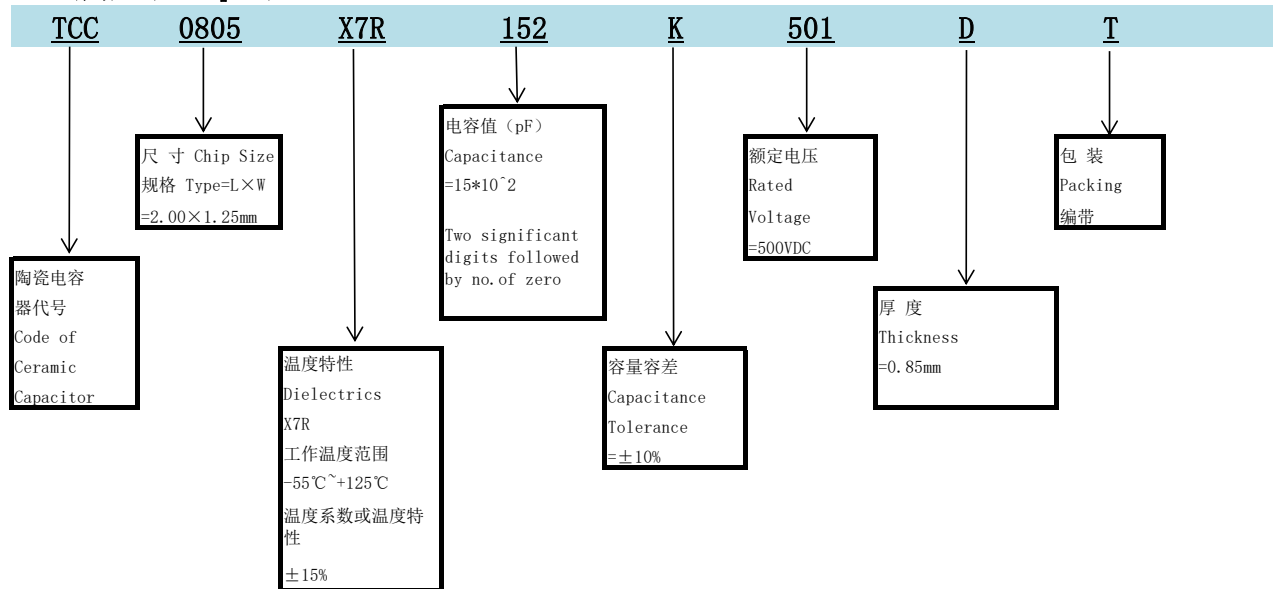 TCC 0805 X7R 152 K 501 D T
陶瓷电容
器代号
Code of
Ceramic
Capacitor
尺 寸 Chip Size
规格 Type=L×W
=2.00×1.25mm
温度特性
Dielectrics
X7R
工作温度范围
-55℃~+125℃
温度系数或温度特
性
±15%
电容值（pF）
Capacitance
=15*10^2
Two significant
digits followed
by no.of zero
容量容差
Capacitance
Tolerance
=±10%
额定电压
Rated
Voltage
=500VDC
厚 度
Thickness
=0.85mm
包 装
Packing
编带